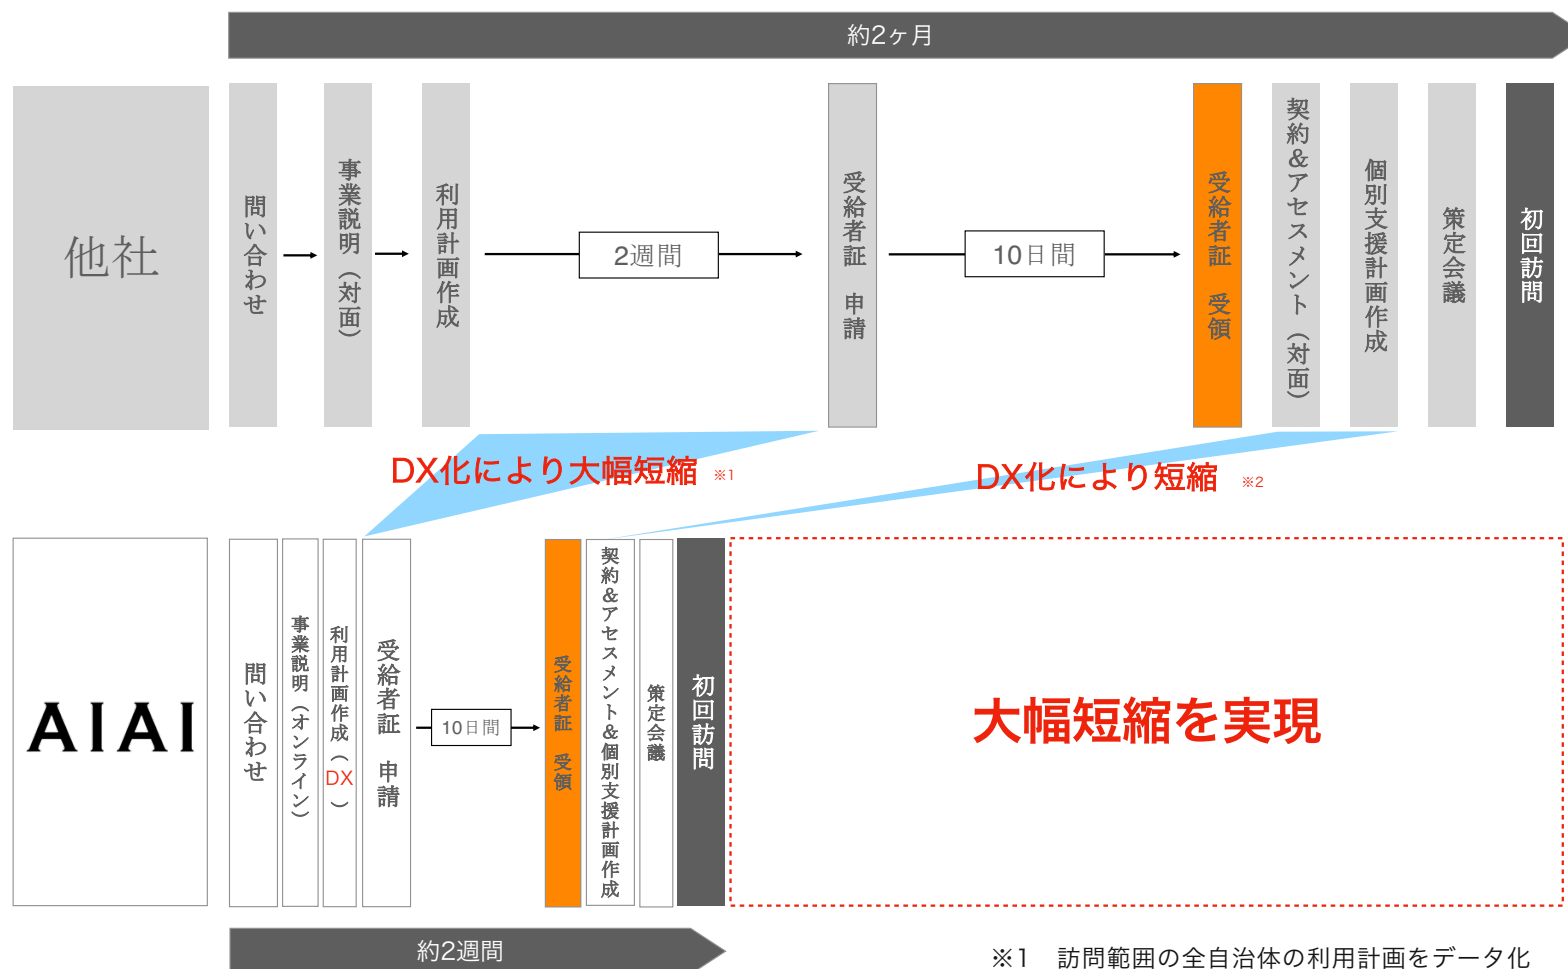 約2ヶ月
他社
問い合わせ
事業説明（対面）
利用計画作成
2週間
受給者証　申請
10日間
受給者証　受領
契約&アセスメント（対面）
個別支援計画作成
策定会議
初回訪問
DX化により大幅短縮 ※1
DX化により短縮 ※2
AIAI
問い合わせ
事業説明（オンライン）
利用計画作成（DX）
受給者証　申請
10日間
受給者証　受領
契約&アセスメント&個別支援計画作成
策定会議
初回訪問
大幅短縮を実現
約2週間
※1　訪問範囲の全自治体の利用計画をデータ化